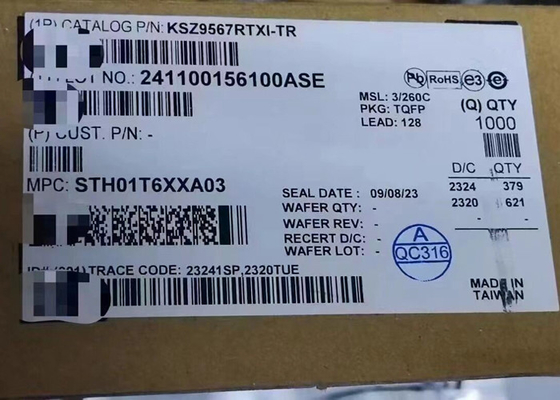 (1P) CATALOG P/N: KSZ9567RTXI-TR
LOT NO.: 241100156100ASE
Pb RoHS e3 e
MSL: 3/260C
PKG: TQFP
LEAD: 128
(Q) QTY
1000
(P) CUST. P/N: -
D/C QTY
2324 379
2320 621
- -
MPC: STH01T6XXA03
SEAL DATE : 09/08/23
WAFER QTY: -
WAFER REV: -
RECERT D/C: -
WAFER LOT: -
A
QC316
TRACE CODE: 23241SP,2320TUE
MADE IN
TAIWAN